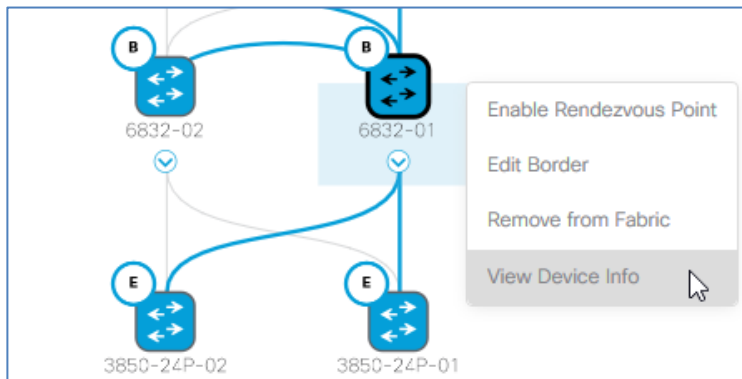 B
B
6832-02
6832-01
Enable Rendezvous Point
Edit Border
Remove from Fabric
View Device Info
E
E
3850-24P-02
3850-24P-01